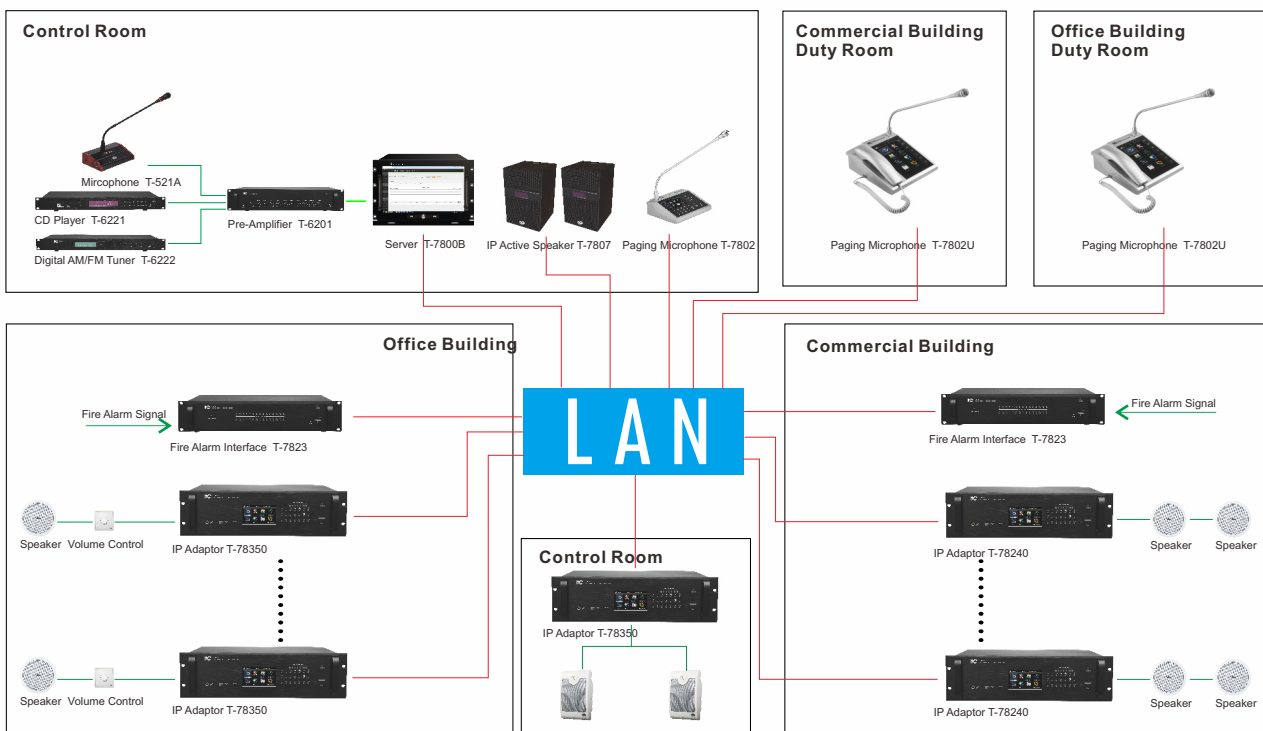 Control Room
Mircophone T-521A
CD Player T-6221
Digital AM/FM Tuner T-6222
Pre-Amplifier T-6201
Server T-7800B
IP Active Speaker T-7807
Paging Microphone T-7802
Commercial Building
Duty Room
Paging Microphone T-7802U
Office Building
Duty Room
Paging Microphone T-7802U
Office Building
Fire Alarm Signal
Fire Alarm Interface T-7823
Speaker
Volume Control
IP Adaptor T-78350
Speaker
Volume Control
IP Adaptor T-78350
LAN
Control Room
IP Adaptor T-78350
Commercial Building
Fire Alarm Signal
Fire Alarm Interface T-7823
IP Adaptor T-78240
Speaker
Speaker
IP Adaptor T-78240
Speaker
Speaker